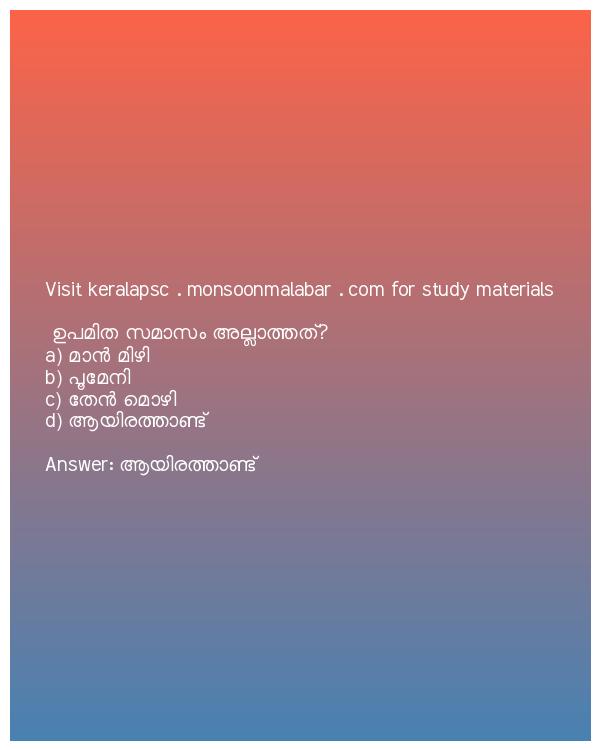 Visit keralapsc . monsoonmalabar . com for study materials
ഉപമിത സമാസം അല്ലാത്തത്?
a) മാൻ മിഴി
b) പൂമേനി
c) തേൻ മൊഴി
d) ആയിരത്താണ്ട്
Answer: ആയിരത്താണ്ട്